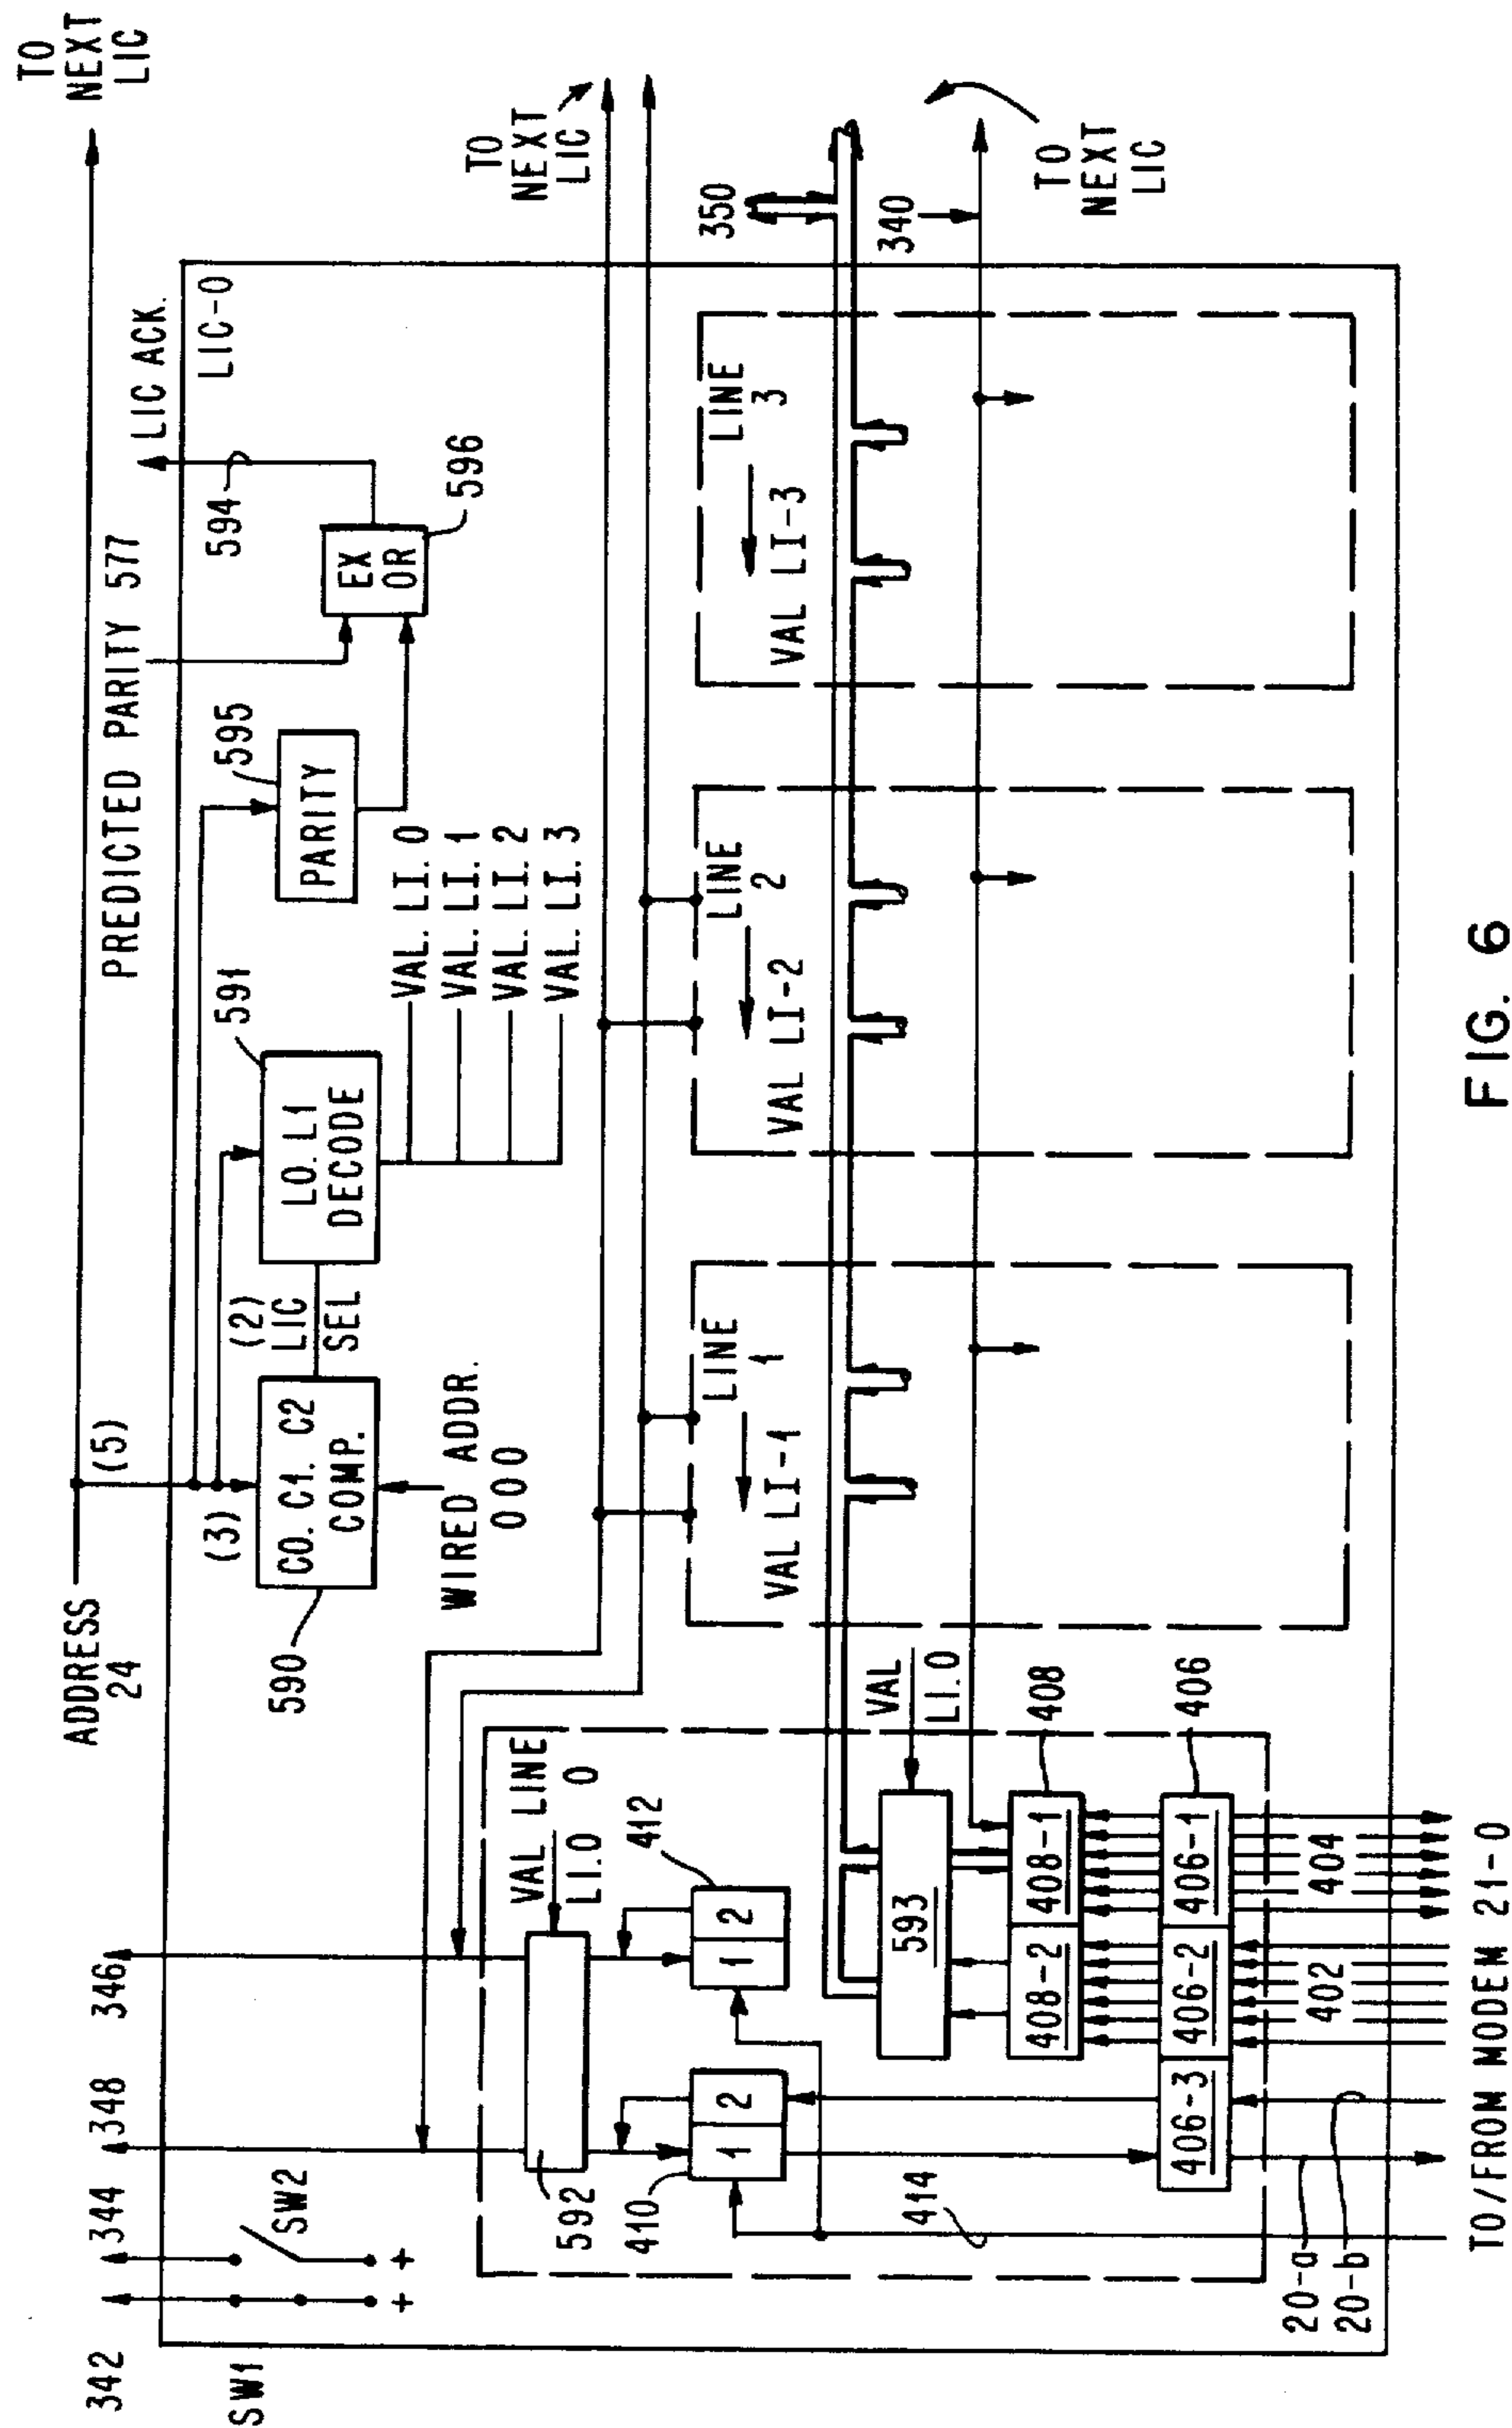 TO
NEXT
LIC
ADDRESS
24
PREDICTED PARITY 577
LIC ACK.
342
344
348
346
(5)
(3)
594
LIC-0
SW1
SW2
+
+
590
C0. C1. C2
COMP.
(2)
LIC
SEL
591
L0. L1
DECODE
595
PARITY
EX
OR
596
WIRED ADDR.
000
VAL. LI. 0
VAL. LI. 1
VAL. LI. 2
VAL. LI. 3
TO
NEXT
LIC
592
VAL LINE
LI.0 0
410
1 2
412
1 2
414
LINE
1
VAL LI-1
LINE
2
VAL LI-2
LINE
3
VAL LI-3
350
340
TO
NEXT
LIC
593
VAL
LI.0
408-2
408-1
408
406-3
406-2
406-1
406
402
404
20-a
20-b
TO/FROM MODEM 21-0
FIG. 6